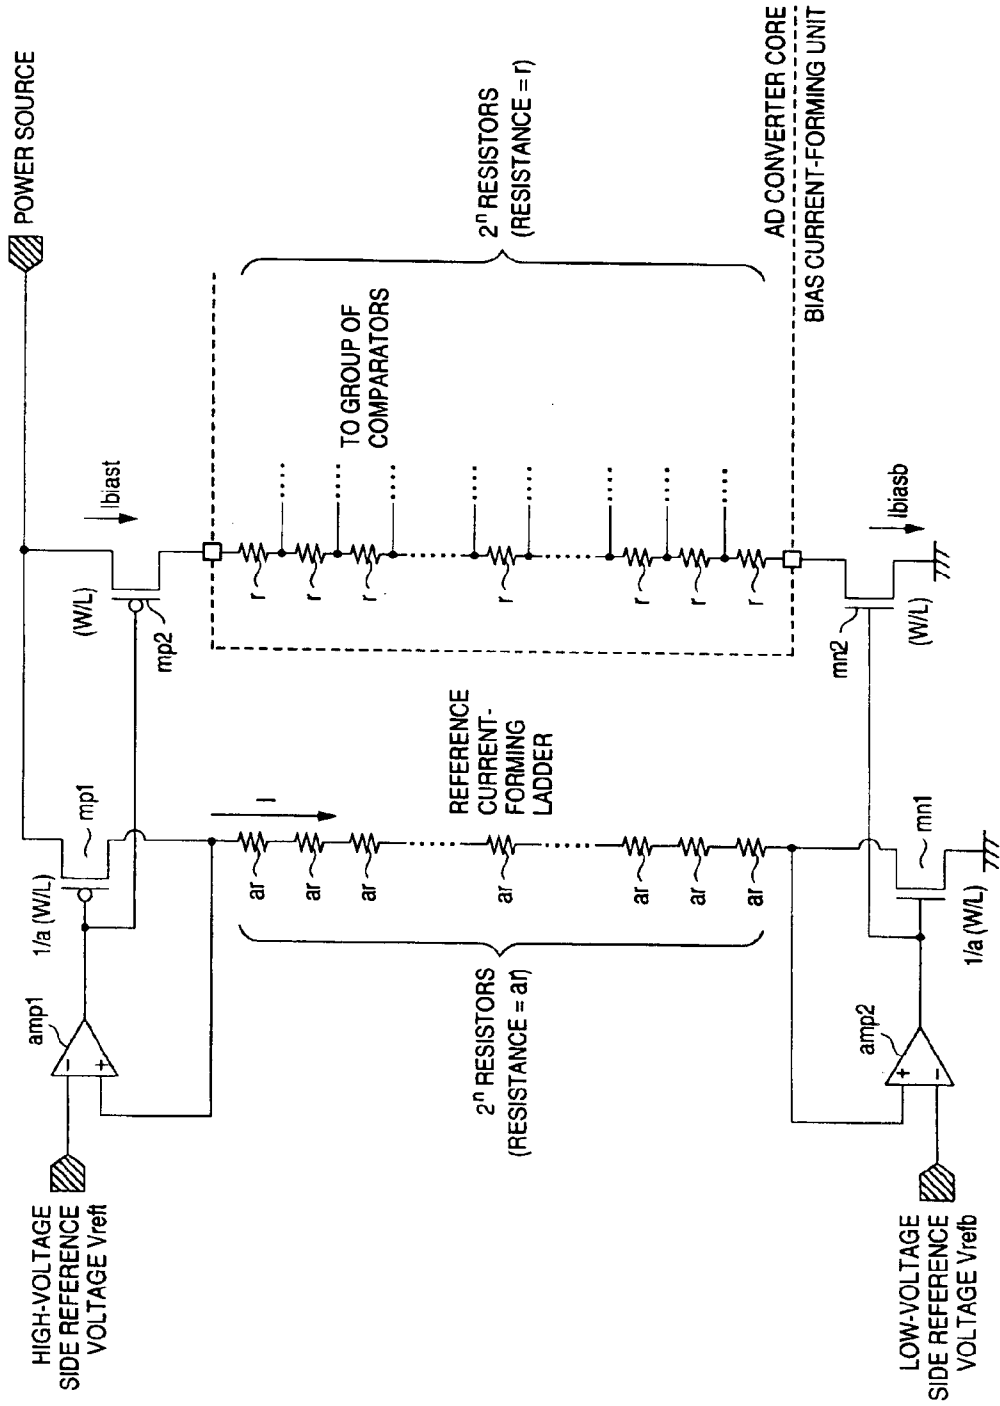 HIGH-VOLTAGE
SIDE REFERENCE
VOLTAGE Vreft
amp1
−
+
1/a (W/L)
mp1
POWER SOURCE
(W/L)
mp2
Ibiast
I
2^n RESISTORS
(RESISTANCE = ar)
ar
ar
ar
ar
ar
ar
ar
REFERENCE
CURRENT-
FORMING
LADDER
r
r
r
r
r
r
r
TO GROUP OF
COMPARATORS
2^n RESISTORS
(RESISTANCE = r)
AD CONVERTER CORE
BIAS CURRENT-FORMING UNIT
LOW-VOLTAGE
SIDE REFERENCE
VOLTAGE Vrefb
amp2
+
−
1/a (W/L)
mn1
mn2
(W/L)
Ibiasb